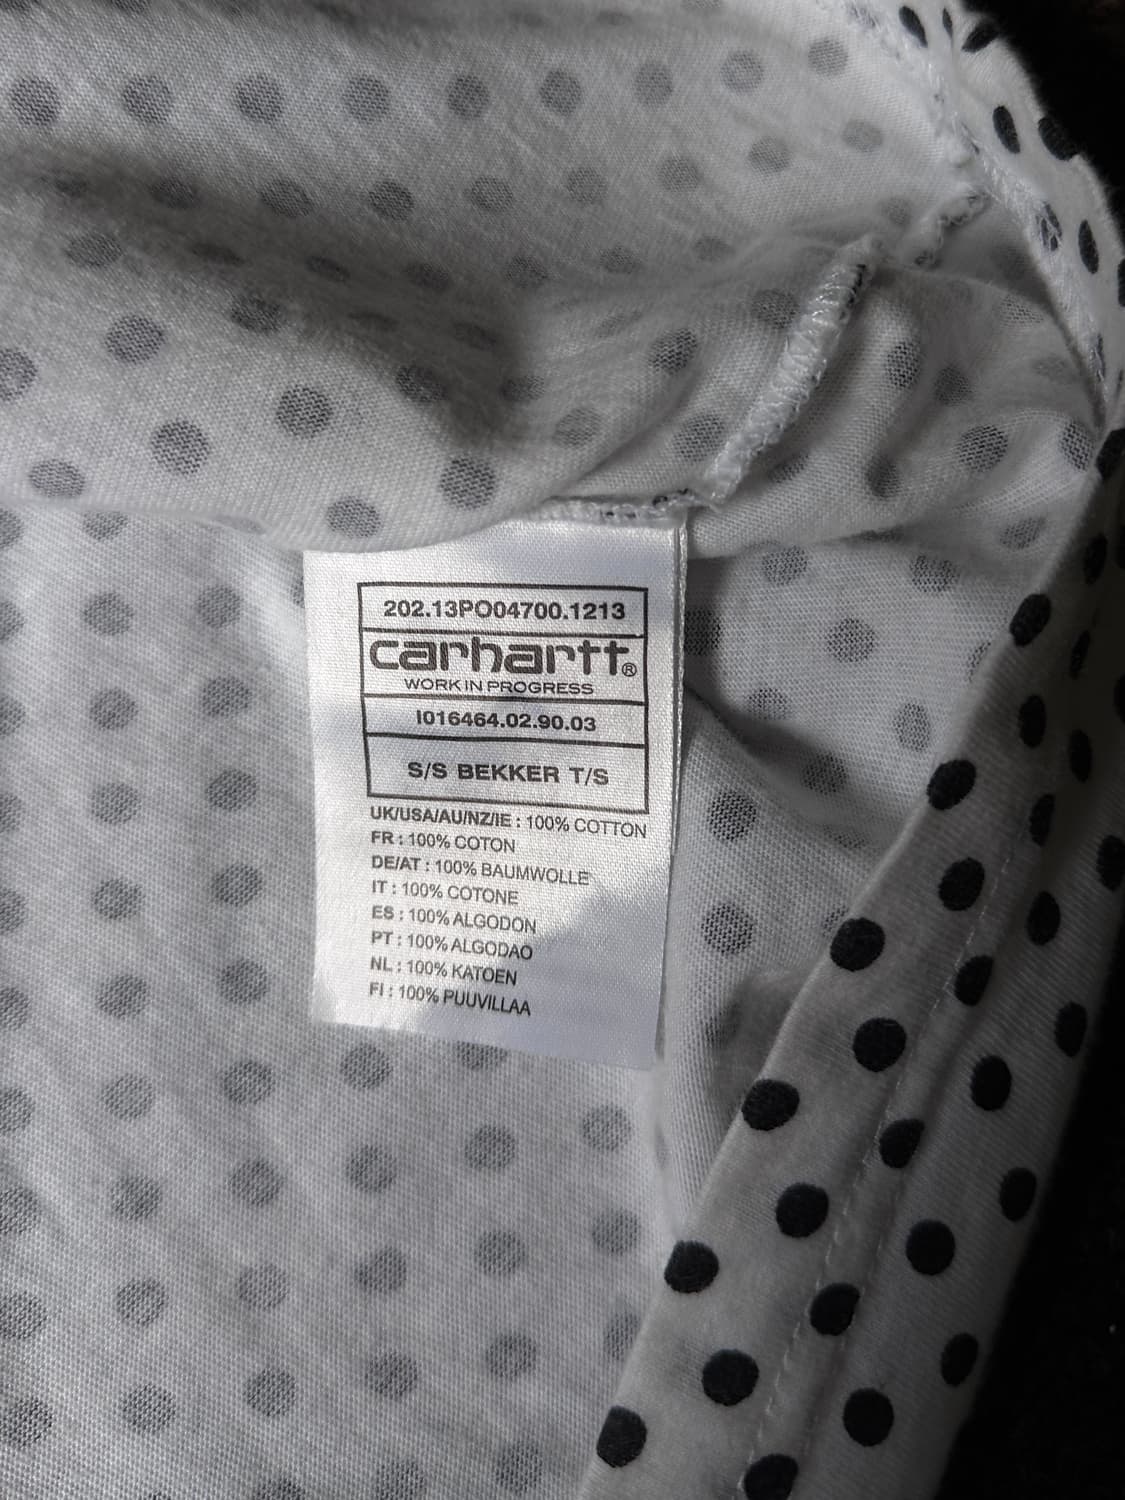 202.13PO04700.1213
carhartt®
WORK IN PROGRESS
I016464.02.90.03
S/S BEKKER T/S
UK/USA/AU/NZ/IE : 100% COTTON
FR : 100% COTON
DE/AT : 100% BAUMWOLLE
IT : 100% COTONE
ES : 100% ALGODON
PT : 100% ALGODAO
NL : 100% KATOEN
FI : 100% PUUVILLAA